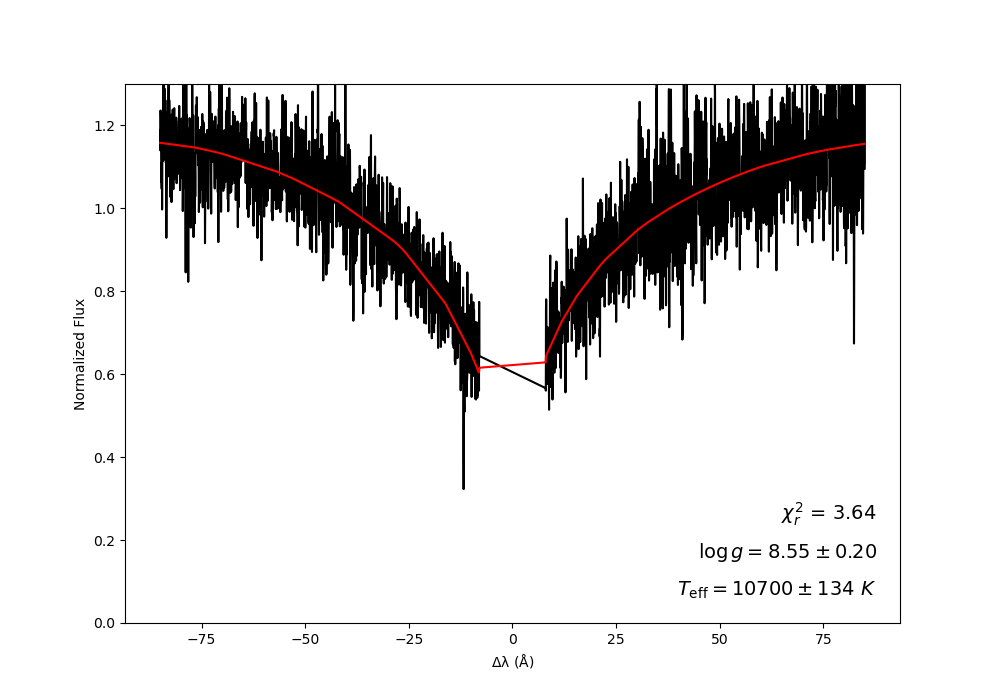 1.2
1.0
0.8
0.6
0.4
0.2
0.0
Normalized Flux
χ²ᵣ = 3.64
log g = 8.55 ± 0.20
T_eff = 10700 ± 134 K
−75 −50 −25 0 25 50 75
Δλ (Å)